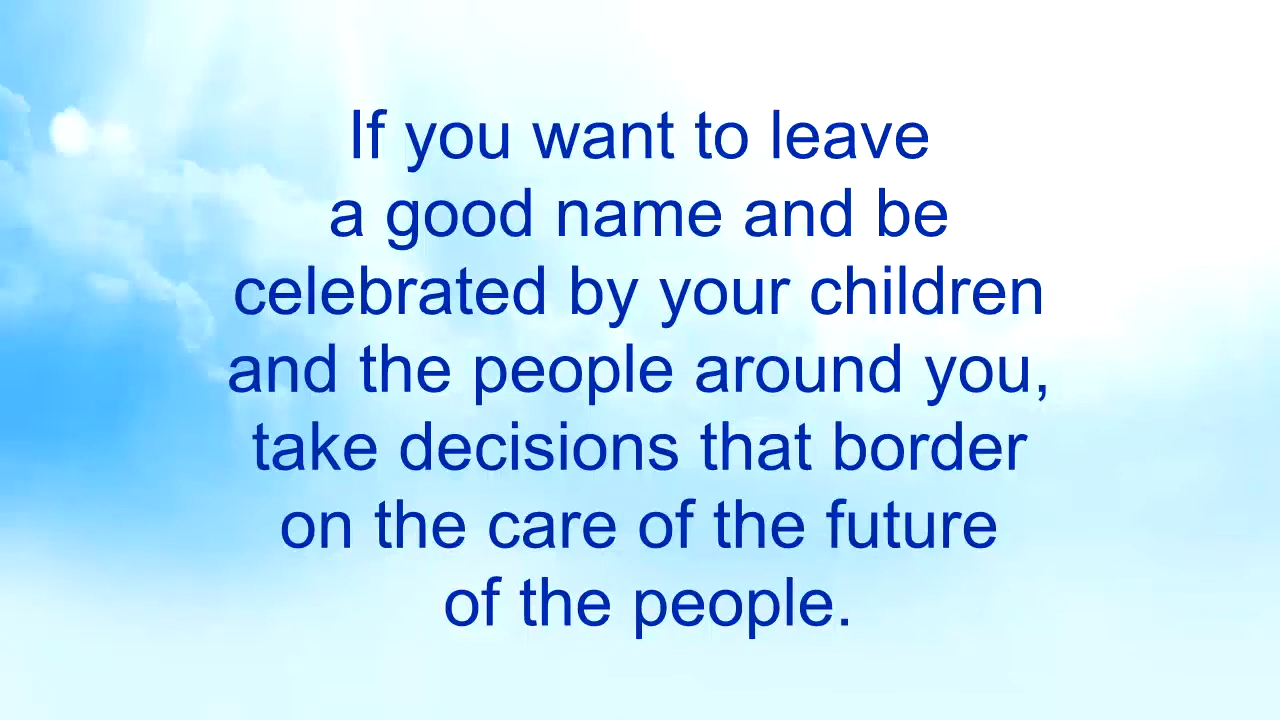 If you want to leave
a good name and be
celebrated by your children
and the people around you,
take decisions that border
on the care of the future
of the people.